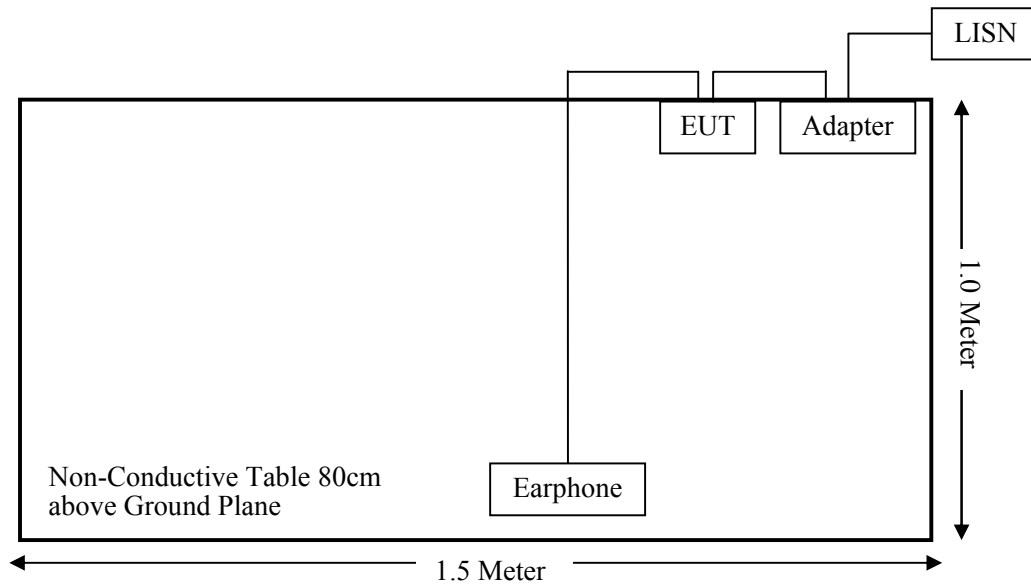 LISN
EUT
Adapter
1.0 Meter
Non-Conductive Table 80cm
above Ground Plane
Earphone
1.5 Meter